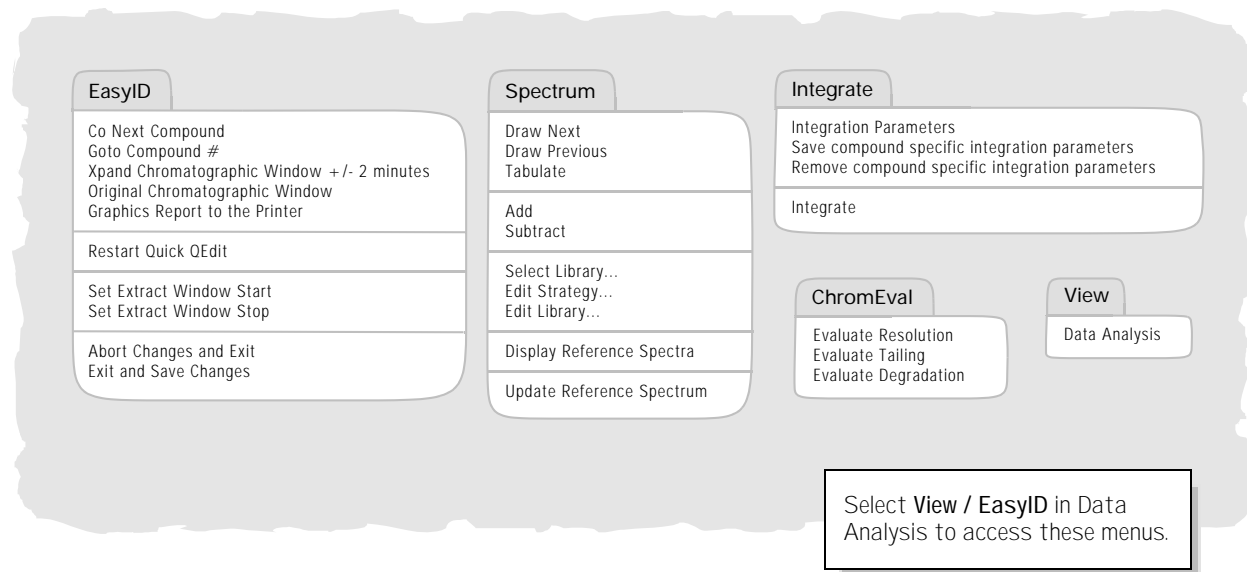 EasyID
Co Next Compound
Goto Compound #
Xpand Chromatographic Window +/- 2 minutes
Original Chromatographic Window
Graphics Report to the Printer
Restart Quick QEdit
Set Extract Window Start
Set Extract Window Stop
Abort Changes and Exit
Exit and Save Changes
Spectrum
Draw Next
Draw Previous
Tabulate
Add
Subtract
Select Library...
Edit Strategy...
Edit Library...
Display Reference Spectra
Update Reference Spectrum
Integrate
Integration Parameters
Save compound specific integration parameters
Remove compound specific integration parameters
Integrate
ChromEval
Evaluate Resolution
Evaluate Tailing
Evaluate Degradation
View
Data Analysis
Select View / EasyID in Data
Analysis to access these menus.